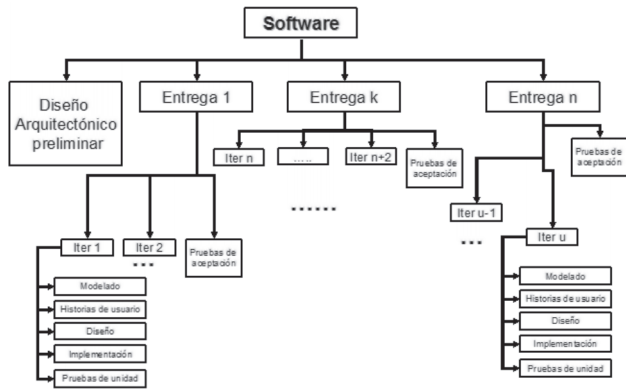 Software
Diseño
Arquitectónico
preliminar
Entrega 1
Entrega k
Entrega n
Iter n
.....
Iter n+2
Pruebas de
aceptación
Pruebas de
aceptación
......
Iter u-1
...
Iter u
Iter 1
Iter 2
...
Pruebas de
aceptación
Modelado
Historias de usuario
Diseño
Implementación
Pruebas de unidad
Modelado
Historias de usuario
Diseño
Implementación
Pruebas de unidad